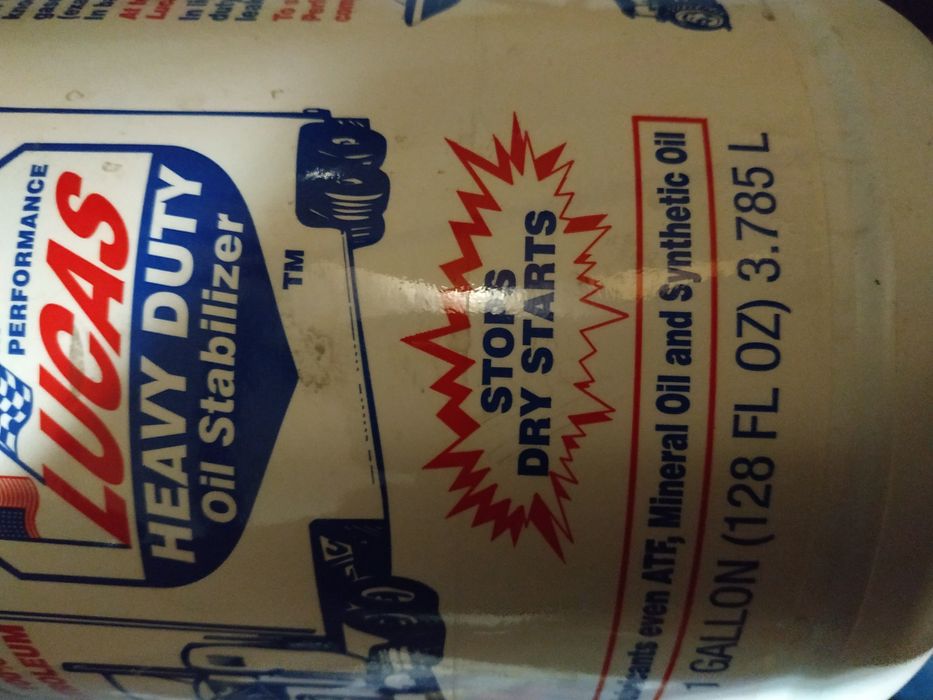 PERFORMANCE
LUCAS
HEAVY DUTY
Oil Stabilizer
TM
STOPS
DRY STARTS
even ATF, Mineral Oil and Synthetic Oil
1 GALLON (128 FL OZ) 3.785 L